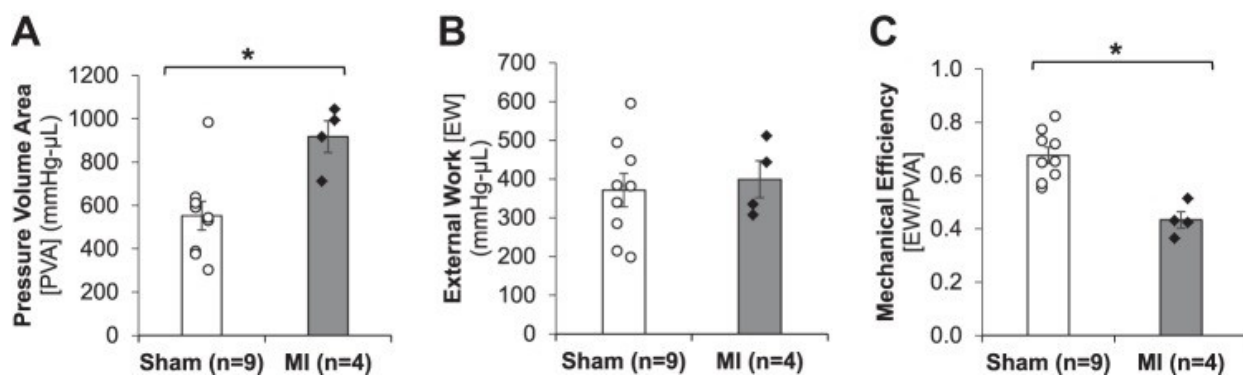 A
*
Pressure Volume Area
[PVA] (mmHg-µL)
1200
1000
800
600
400
200
0
Sham (n=9) MI (n=4)
B
External Work [EW]
(mmHg-µL)
700
600
500
400
300
200
100
0
Sham (n=9) MI (n=4)
C
*
Mechanical Efficiency
[EW/PVA]
1.0
0.8
0.6
0.4
0.2
0.0
Sham (n=9) MI (n=4)